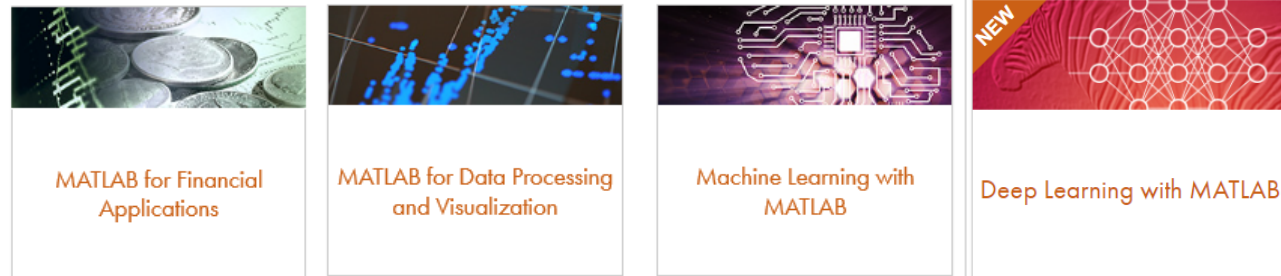 NEW
MATLAB for Financial
Applications
MATLAB for Data Processing
and Visualization
Machine Learning with
MATLAB
Deep Learning with MATLAB